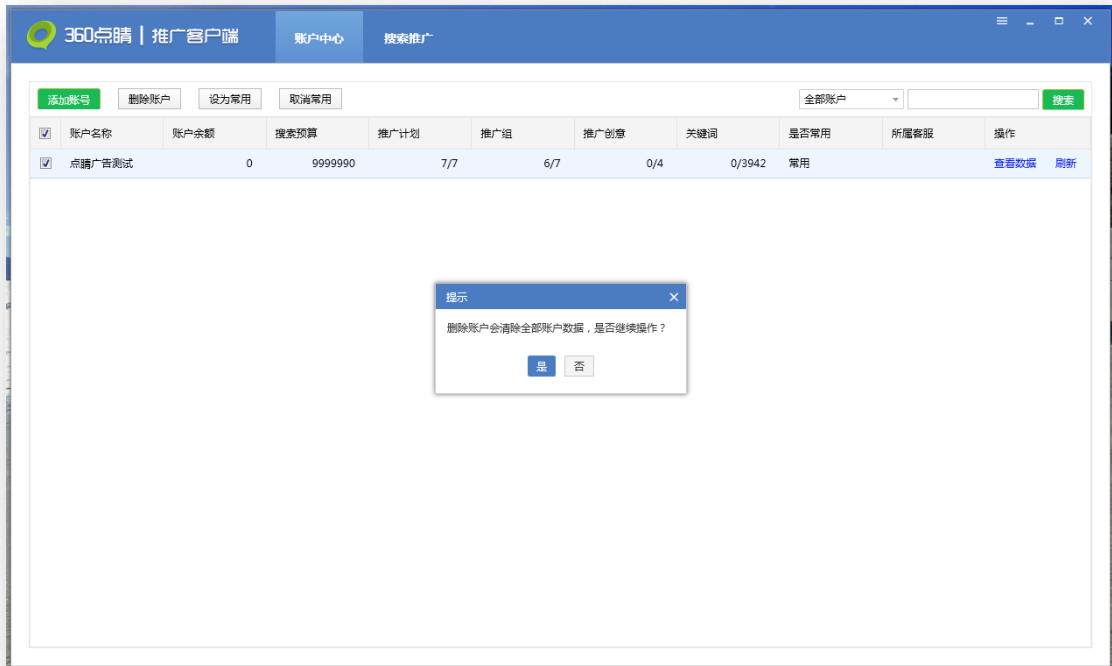 360点睛 | 推广客户端 账户中心 搜索推广
添加账号 删除账户 设为常用 取消常用 全部账户 搜索
账户名称 账户余额 搜索预算 推广计划 推广组 推广创意 关键词 是否常用 所属客服 操作
点睛广告测试 0 9999990 7/7 6/7 0/4 0/3942 常用 查看数据 刷新
提示
删除账户会清除全部账户数据，是否继续操作？
是 否